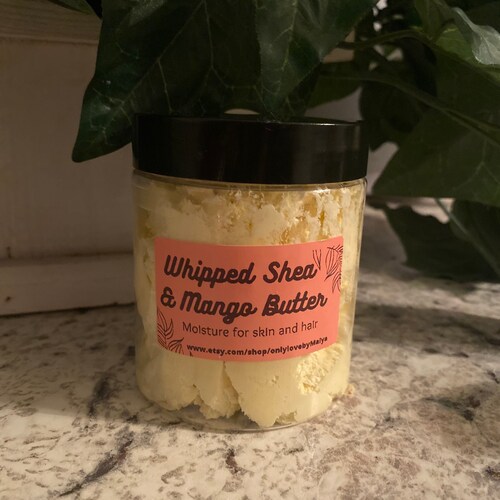 Whipped Shea
& Mango Butter
Moisture for skin and hair
www.etsy.com/shop/onlylovebyMalya